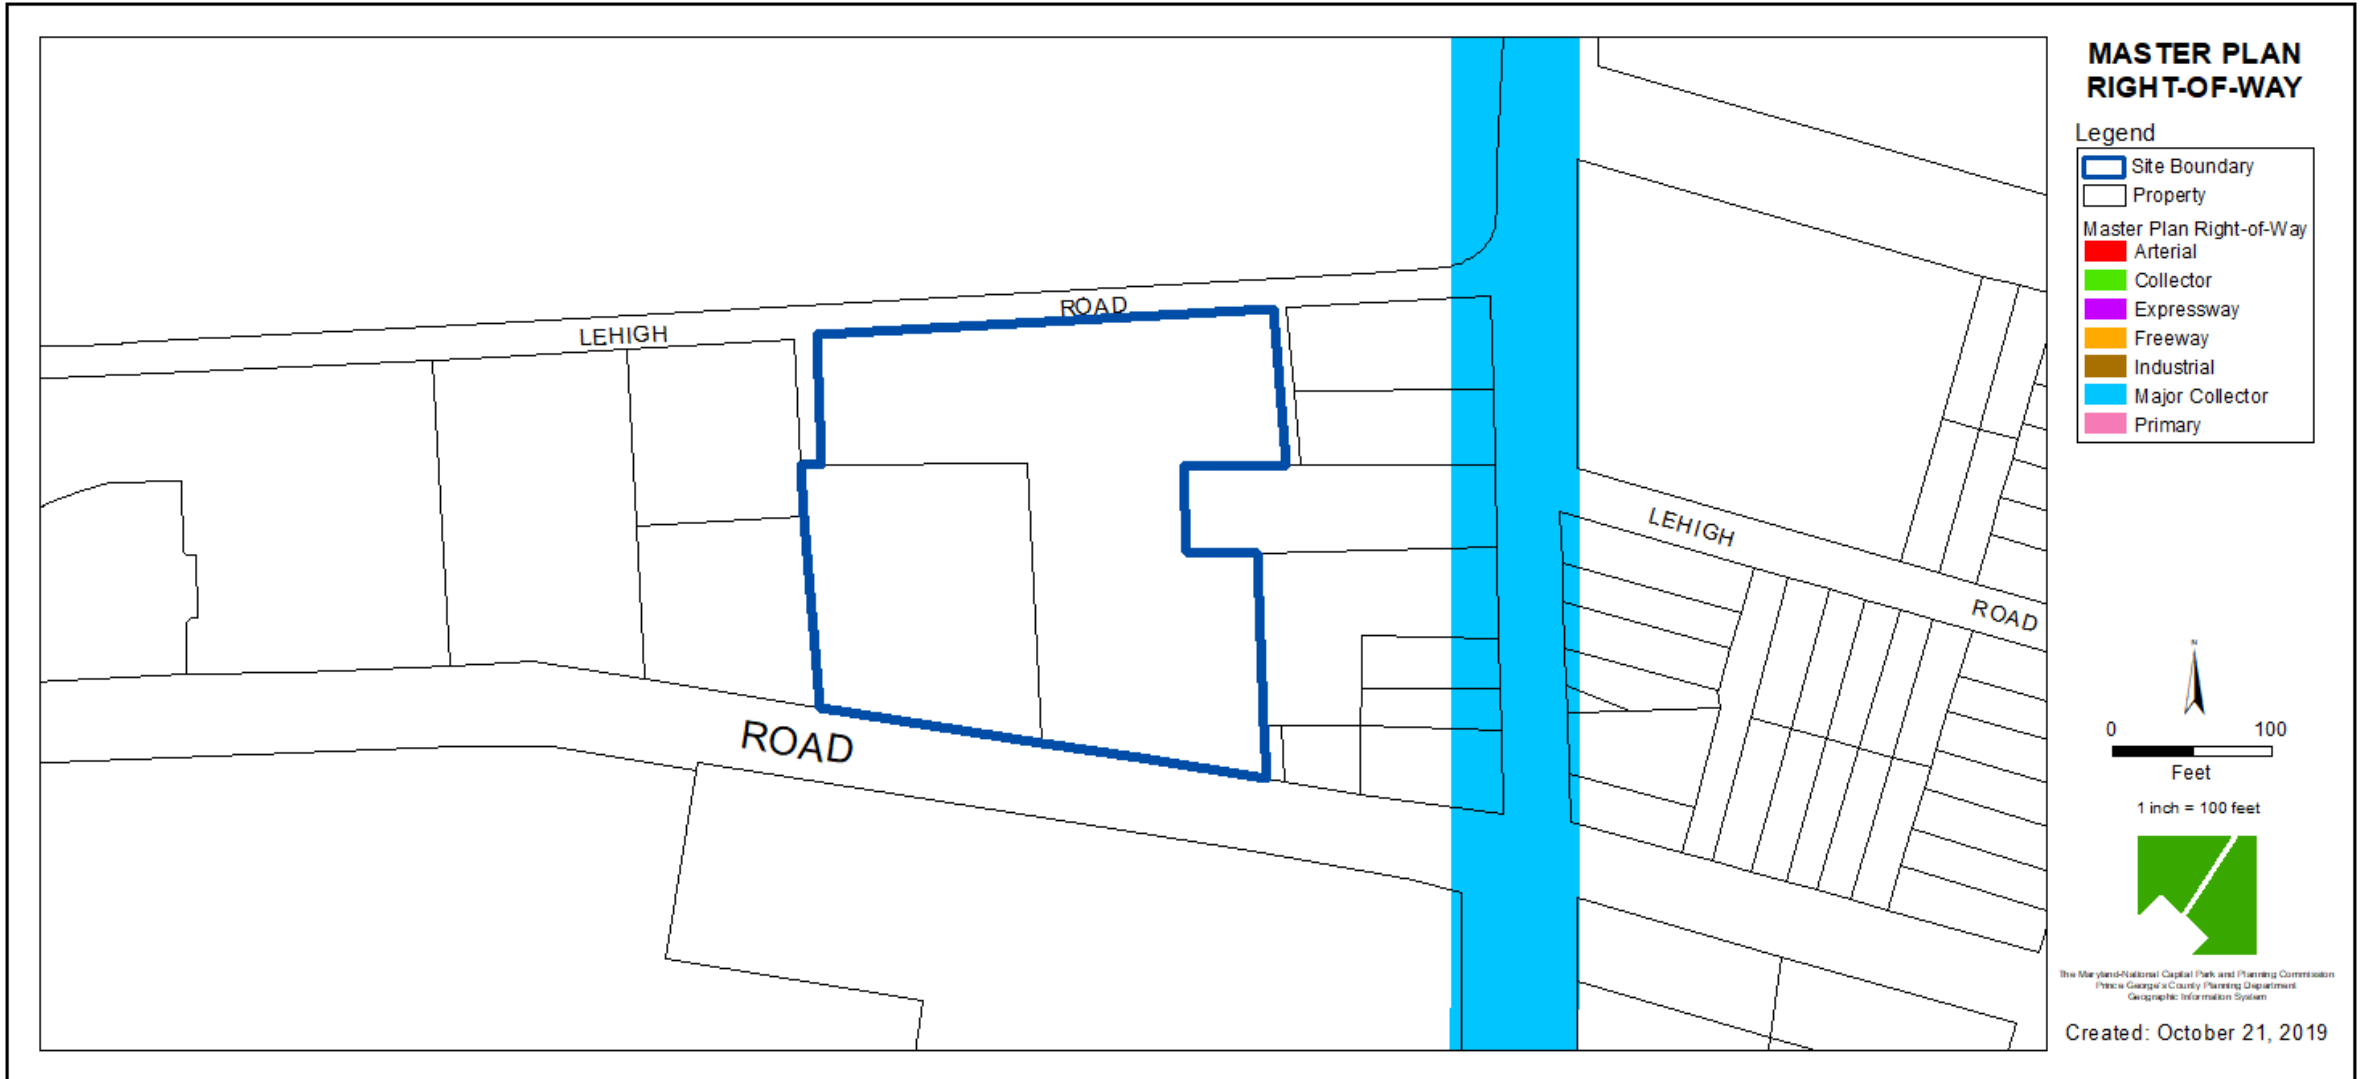 MASTER PLAN
RIGHT-OF-WAY
Legend
Site Boundary
Property
Master Plan Right-of-Way
Arterial
Collector
Expressway
Freeway
Industrial
Major Collector
Primary
LEHIGH
ROAD
ROAD
LEHIGH
ROAD
N
0 100
Feet
1 inch = 100 feet
The Maryland-National Capital Park and Planning Commission
Prince George's County Planning Department
Geographic Information System
Created: October 21, 2019